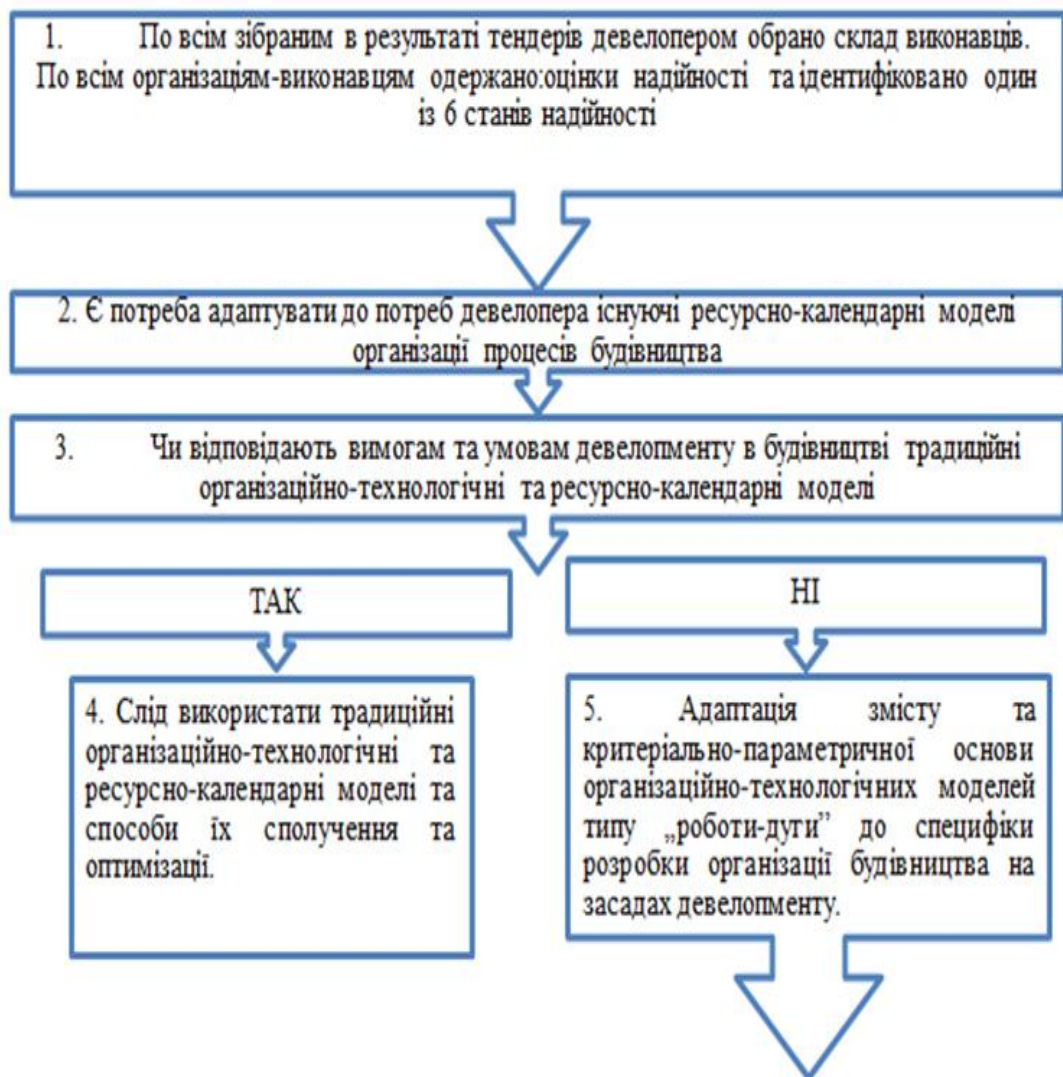 1. По всім зібраним в результаті тендерів девелопером обрано склад виконавців.
По всім організаціям-виконавцям одержано:оцінки надійності та ідентифіковано один
із 6 станів надійності
2. Є потреба адаптувати до потреб девелопера існуючі ресурсно-календарні моделі
організації процесів будівництва
3. Чи відповідають вимогам та умовам девелопменту в будівництві традиційні
організаційно-технологічні та ресурсно-календарні моделі
ТАК
НІ
4. Слід використати традиційні
організаційно-технологічні та
ресурсно-календарні моделі та
способи їх сполучення та
оптимізації.
5. Адаптація змісту та
критеріально-параметричної основи
організаційно-технологічних моделей
типу „роботи-дуги” до специфіки
розробки організації будівництва на
засадах девелопменту.